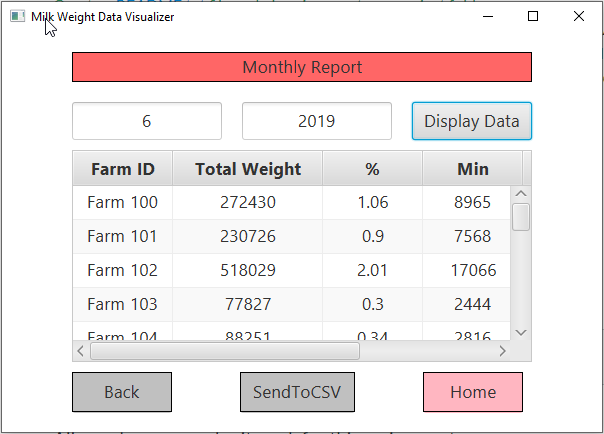 Milk Weight Data Visualizer
Monthly Report
6 2019 Display Data
Farm ID Total Weight % Min
Farm 100 272430 1.06 8965
Farm 101 230726 0.9 7568
Farm 102 518029 2.01 17066
Farm 103 77827 0.3 2444
Farm 104 88251 0.34 2816
Back SendToCSV Home